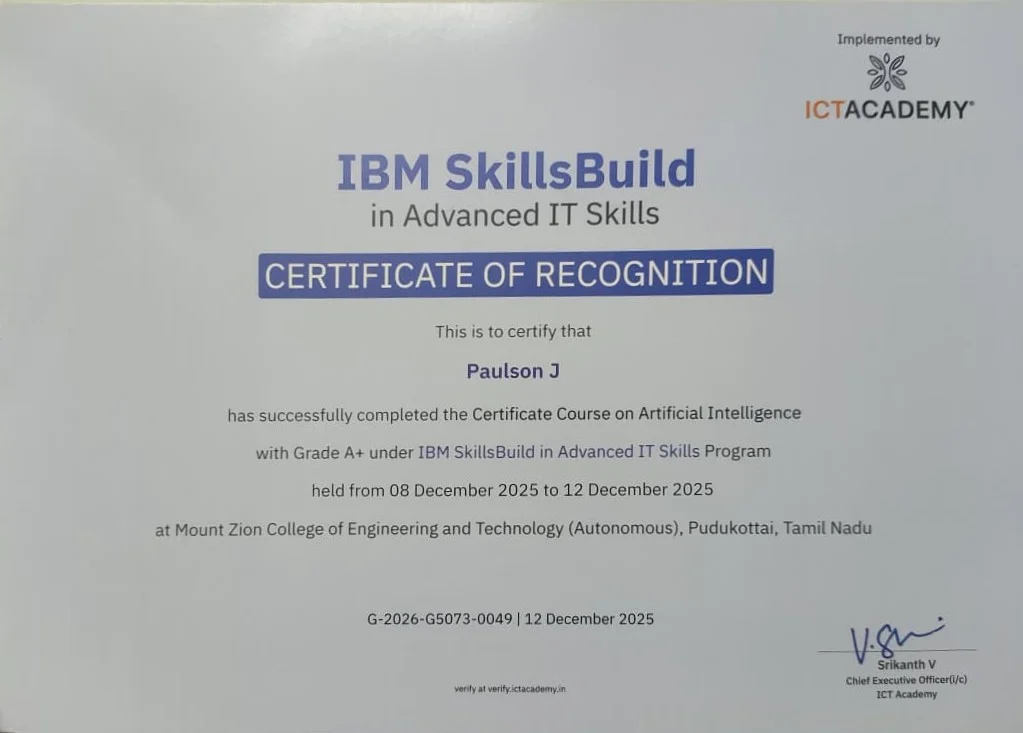 Implemented by
ICTACADEMY®
IBM SkillsBuild
in Advanced IT Skills
CERTIFICATE OF RECOGNITION
This is to certify that
Paulson J
has successfully completed the Certificate Course on Artificial Intelligence
with Grade A+ under IBM SkillsBuild in Advanced IT Skills Program
held from 08 December 2025 to 12 December 2025
at Mount Zion College of Engineering and Technology (Autonomous), Pudukottai, Tamil Nadu
G-2026-G5073-0049 | 12 December 2025
Srikanth V
Chief Executive Officer(i/c)
ICT Academy
verify at verify.ictacademy.in